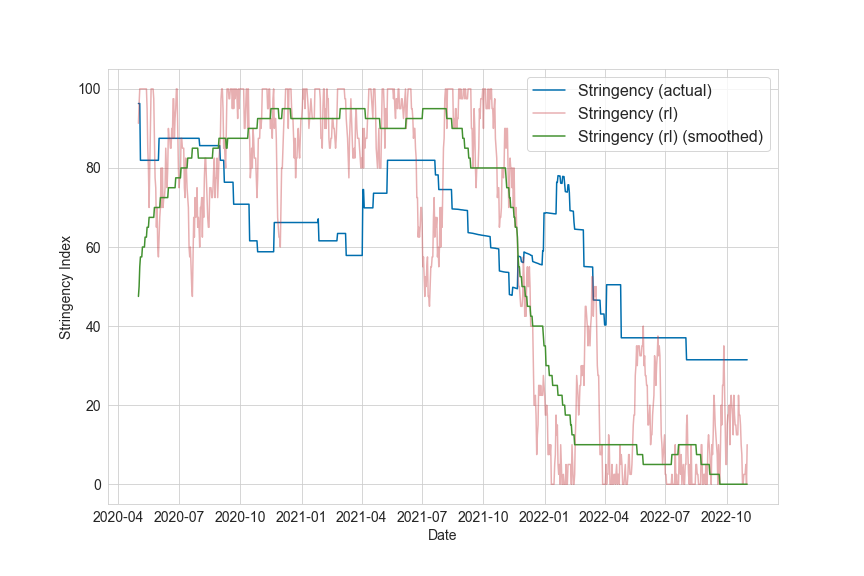 Stringency (actual)
Stringency (rl)
Stringency (rl) (smoothed)
100
80
60
40
20
0
Stringency Index
2020-04 2020-07 2020-10 2021-01 2021-04 2021-07 2021-10 2022-01 2022-04 2022-07 2022-10
Date